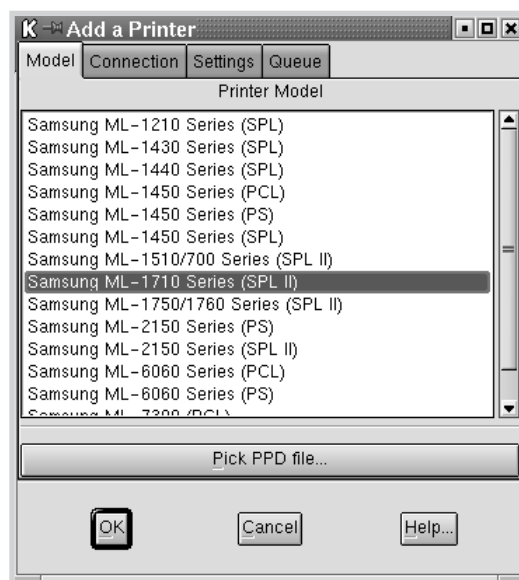 K Add a Printer
Model Connection Settings Queue
Printer Model
Samsung ML-1210 Series (SPL)
Samsung ML-1430 Series (SPL)
Samsung ML-1440 Series (SPL)
Samsung ML-1450 Series (PCL)
Samsung ML-1450 Series (PS)
Samsung ML-1450 Series (SPL)
Samsung ML-1510/700 Series (SPL II)
Samsung ML-1710 Series (SPL II)
Samsung ML-1750/1760 Series (SPL II)
Samsung ML-2150 Series (PS)
Samsung ML-2150 Series (SPL II)
Samsung ML-6060 Series (PCL)
Samsung ML-6060 Series (PS)
Samsung ML-7300 (PCL)
Pick PPD file...
OK Cancel Help...